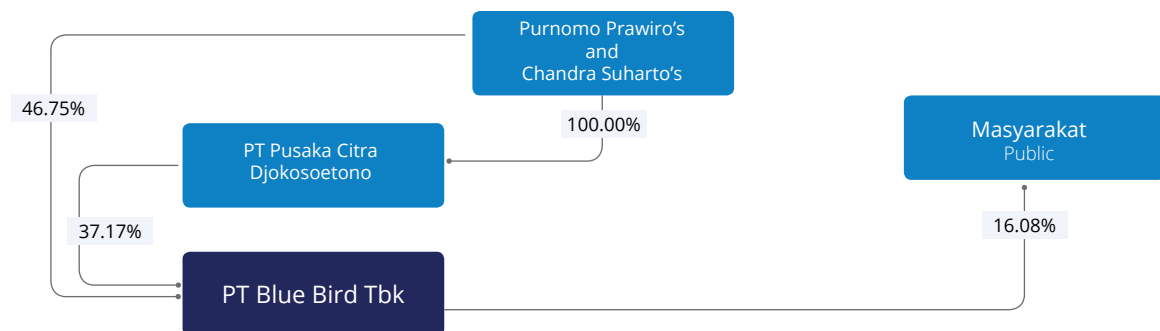 Purnomo Prawiro’s
and
Chandra Suharto’s
46.75%
100.00%
PT Pusaka Citra
Djokosoetono
Masyarakat
Public
37.17%
16.08%
PT Blue Bird Tbk